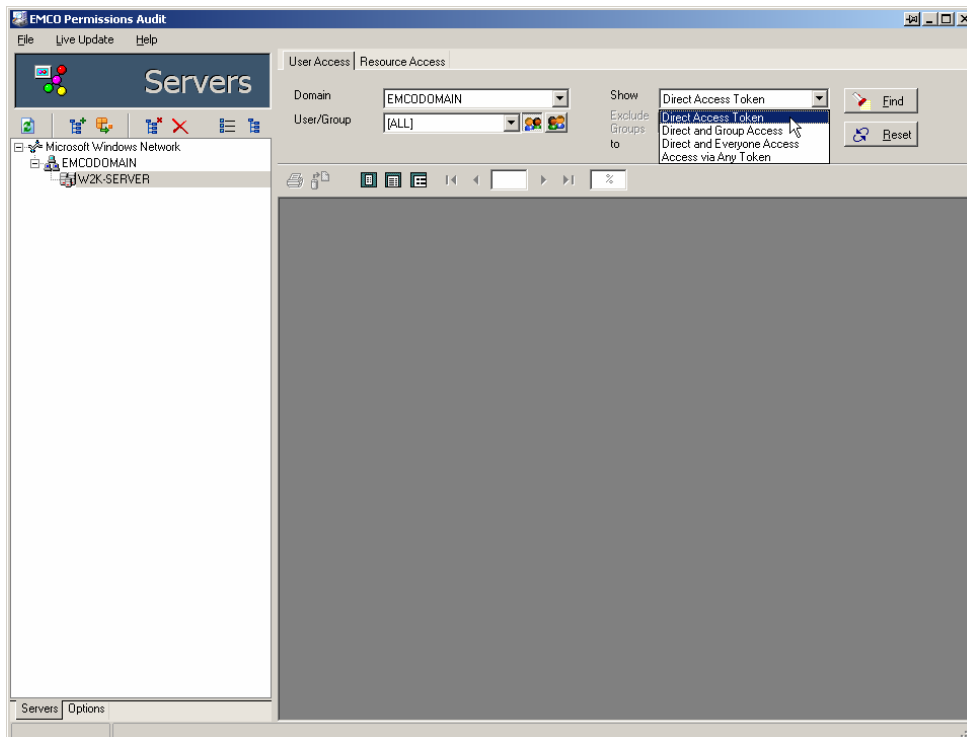 EMCO Permissions Audit
File Live Update Help
Servers
User Access Resource Access
Domain EMCODOMAIN Show Direct Access Token Find
User/Group [ALL] Exclude Groups to Reset
Direct Access Token
Direct and Group Access
Direct and Everyone Access
Access via Any Token
%
Microsoft Windows Network
EMCODOMAIN
W2K-SERVER
Servers Options